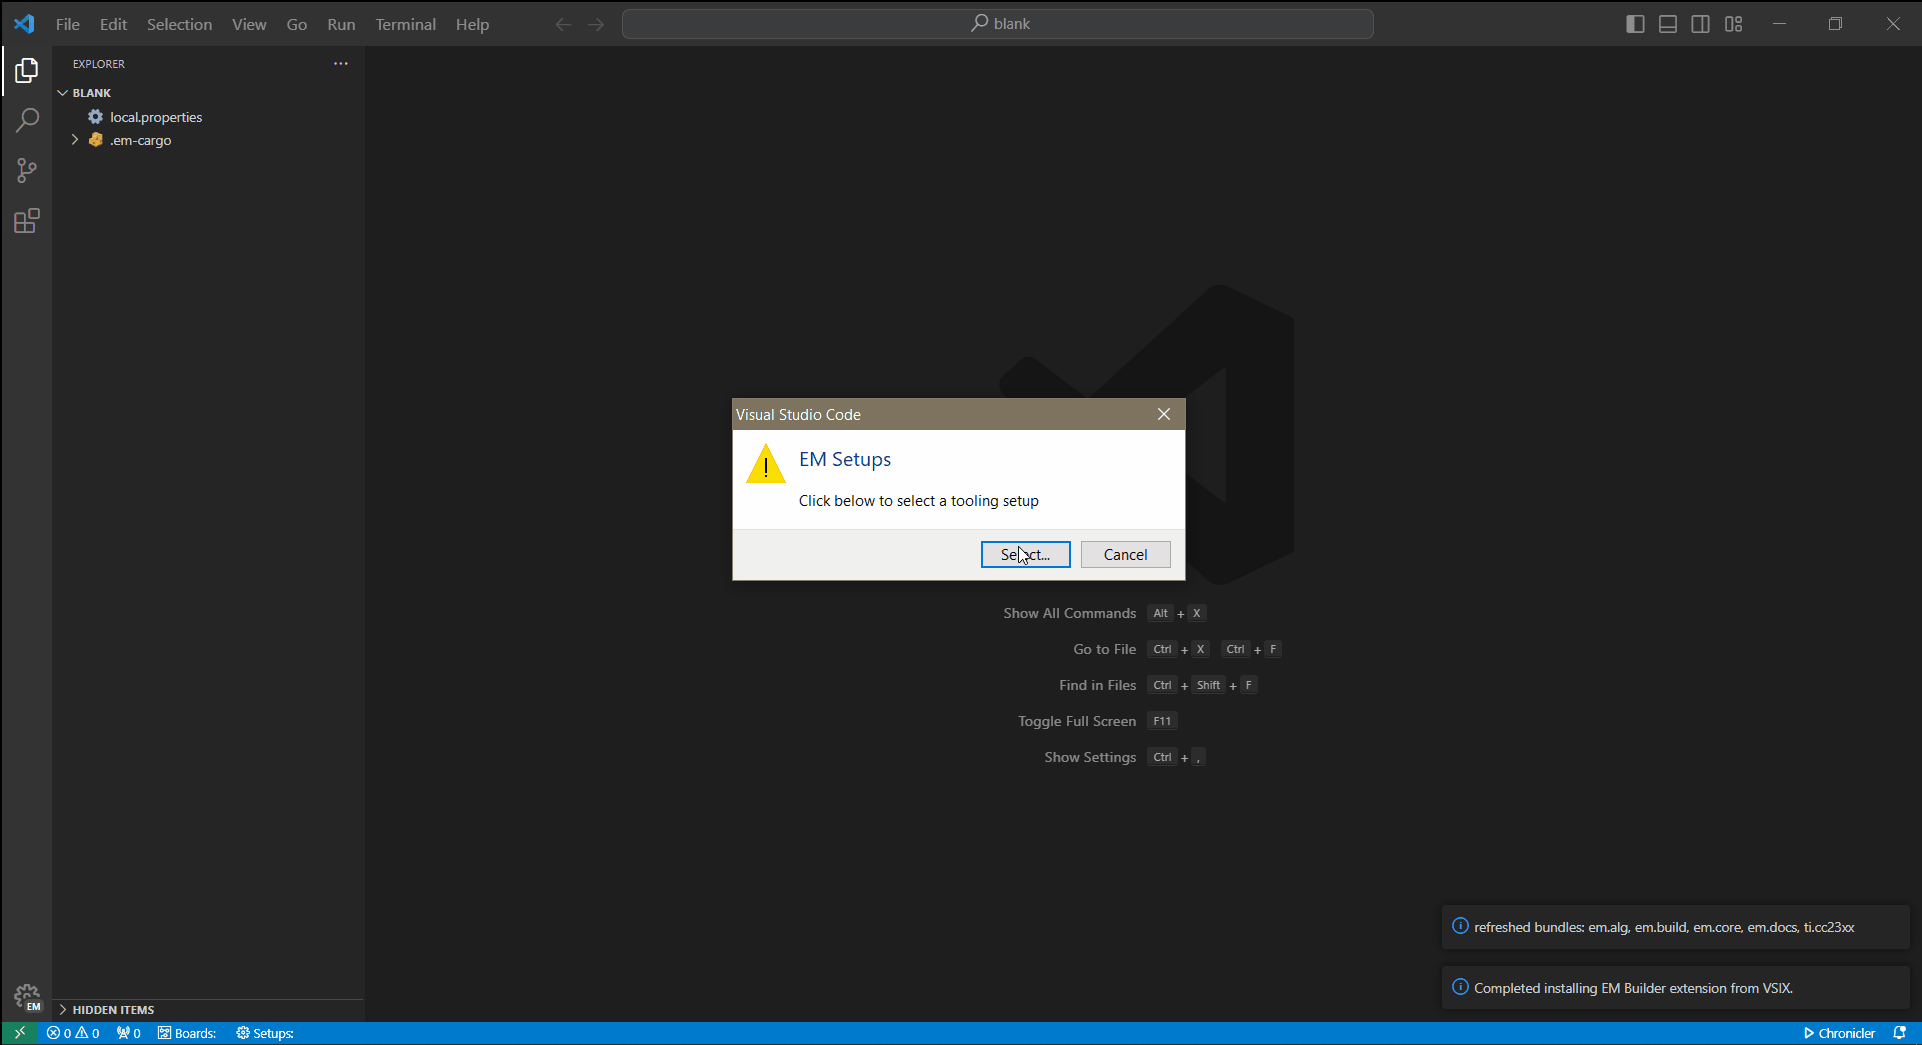 File Edit Selection View Go Run Terminal Help
blank
EXPLORER
BLANK
local.properties
.em-cargo
Visual Studio Code
EM Setups
Click below to select a tooling setup
Select... Cancel
Show All Commands Alt + X
Go to File Ctrl + X Ctrl + F
Find in Files Ctrl + Shift + F
Toggle Full Screen F11
Show Settings Ctrl + ,
refreshed bundles: em.alg, em.build, em.core, em.docs, ti.cc23xx
Completed installing EM Builder extension from VSIX.
EM
HIDDEN ITEMS
0 0 0 Boards: Setups: Chronicler